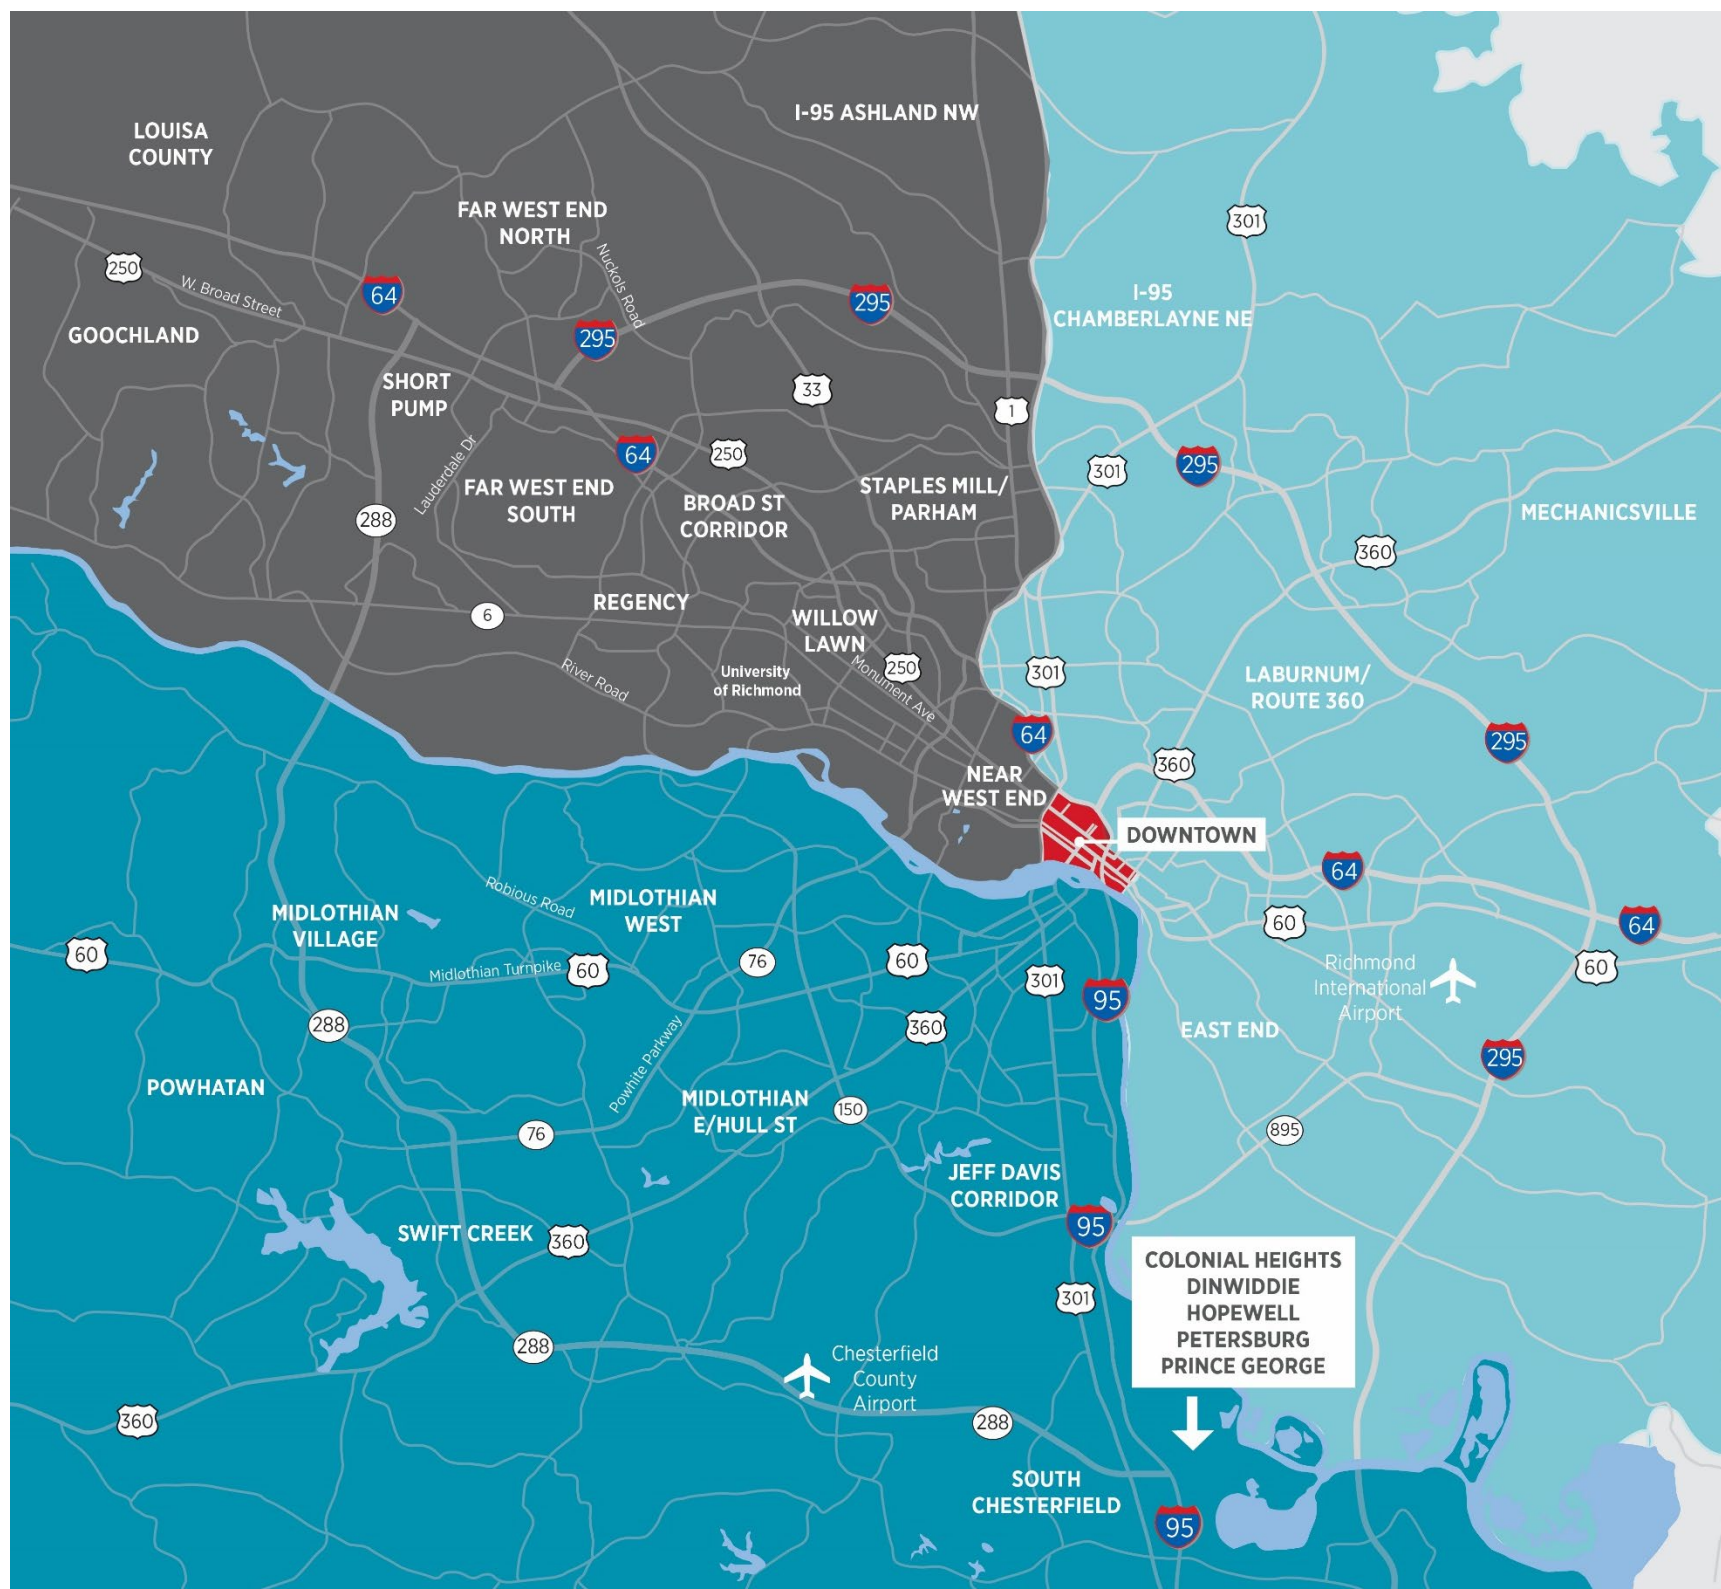 I-95 ASHLAND NW
LOUISA
COUNTY
FAR WEST END
NORTH
301
Nuckols Road
250
W. Broad Street
64
295
295
I-95
CHAMBERLAYNE NE
GOOCHLAND
SHORT
PUMP
33
1
Lauderdale Dr
64
250
301
295
FAR WEST END
SOUTH
BROAD ST
CORRIDOR
STAPLES MILL/
PARHAM
MECHANICSVILLE
288
360
6
REGENCY
WILLOW
LAWN
River Road
University
of Richmond
250
Monument Ave
301
LABURNUM/
ROUTE 360
64
295
360
NEAR
WEST END
DOWNTOWN
64
Robious Road
MIDLOTHIAN
WEST
MIDLOTHIAN
VILLAGE
60
64
60
Midlothian Turnpike
60
76
60
301
95
Richmond
International
Airport
60
288
Powhite Parkway
360
EAST END
295
POWHATAN
MIDLOTHIAN
E/HULL ST
150
76
895
JEFF DAVIS
CORRIDOR
SWIFT CREEK
360
95
COLONIAL HEIGHTS
DINWIDDIE
HOPEWELL
PETERSBURG
PRINCE GEORGE
301
288
Chesterfield
County
Airport
360
288
SOUTH
CHESTERFIELD
95